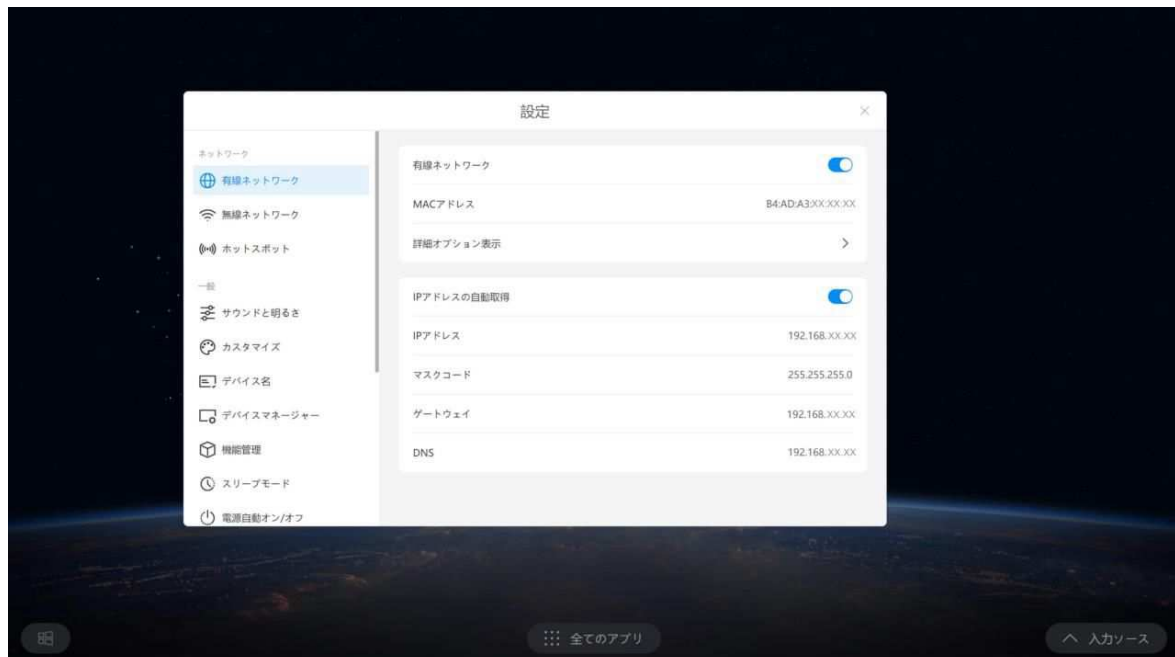 設定
ネットワーク
有線ネットワーク
無線ネットワーク
ホットスポット
一般
サウンドと明るさ
カスタマイズ
デバイス名
デバイスマネージャー
機能管理
スリープモード
電源自動オン/オフ
有線ネットワーク
MACアドレス B4:AD:A3:XX:XX:XX
詳細オプション表示
IPアドレスの自動取得
IPアドレス 192.168.XX.XX
マスクコード 255.255.255.0
ゲートウェイ 192.168.XX.XX
DNS 192.168.XX.XX
全てのアプリ
入力ソース